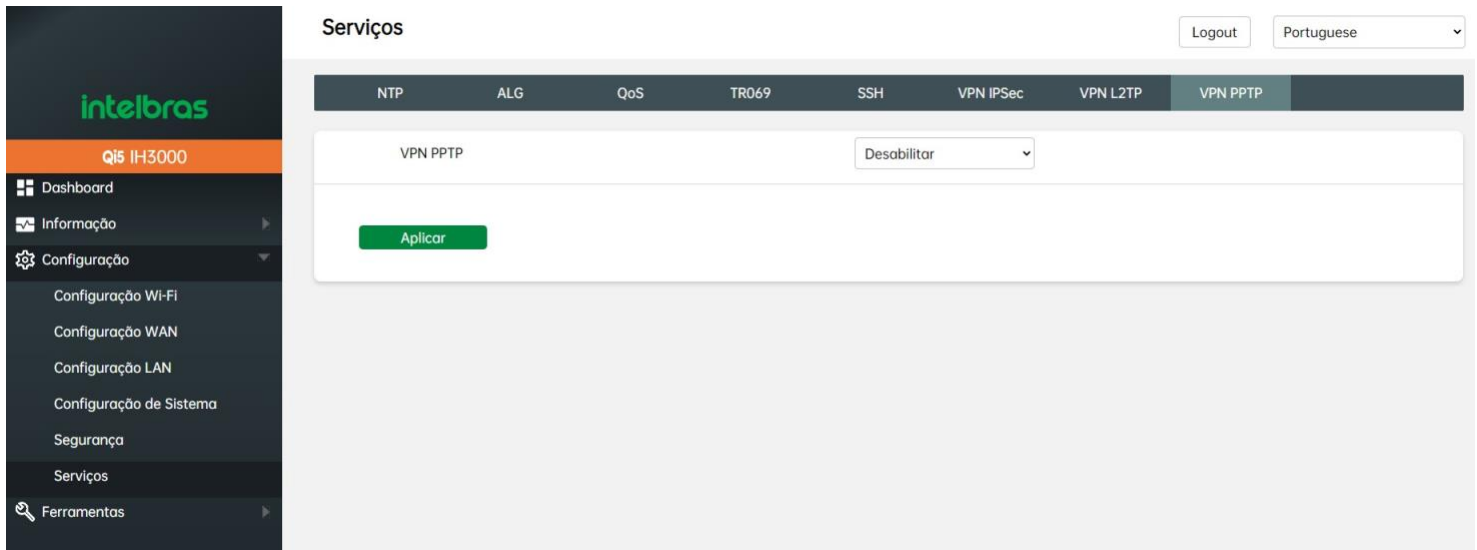 intelbras
Qi5 IH3000
Dashboard
Informação
Configuração
Configuração Wi-Fi
Configuração WAN
Configuração LAN
Configuração de Sistema
Segurança
Serviços
Ferramentas
Serviços
Logout
Portuguese
NTP ALG QoS TR069 SSH VPN IPSec VPN L2TP VPN PPTP
VPN PPTP Desabilitar
Aplicar